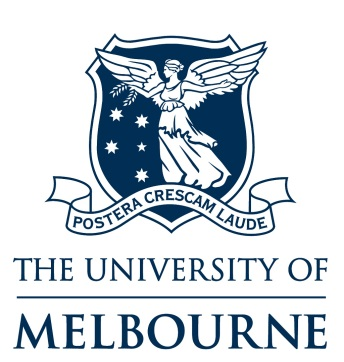 POSTERA CRESCAM LAUDE
THE UNIVERSITY OF
MELBOURNE